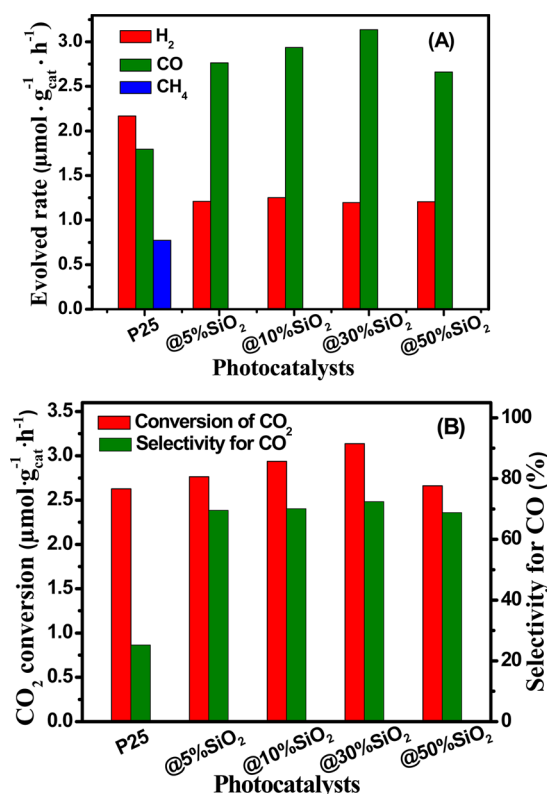 (A)
H₂
CO
CH₄
Evolved rate (μmol · g⁻¹cat · h⁻¹)
3.0
2.5
2.0
1.5
1.0
0.5
0.0
P25
@5%SiO₂
@10%SiO₂
@30%SiO₂
@50%SiO₂
Photocatalysts
(B)
Conversion of CO₂
Selectivity for CO
CO₂ conversion (μmol·g⁻¹cat·h⁻¹)
3.5
3.0
2.5
2.0
1.5
1.0
0.5
0.0
100
80
60
40
20
0
Selectivity for CO (%)
P25
@5%SiO₂
@10%SiO₂
@30%SiO₂
@50%SiO₂
Photocatalysts